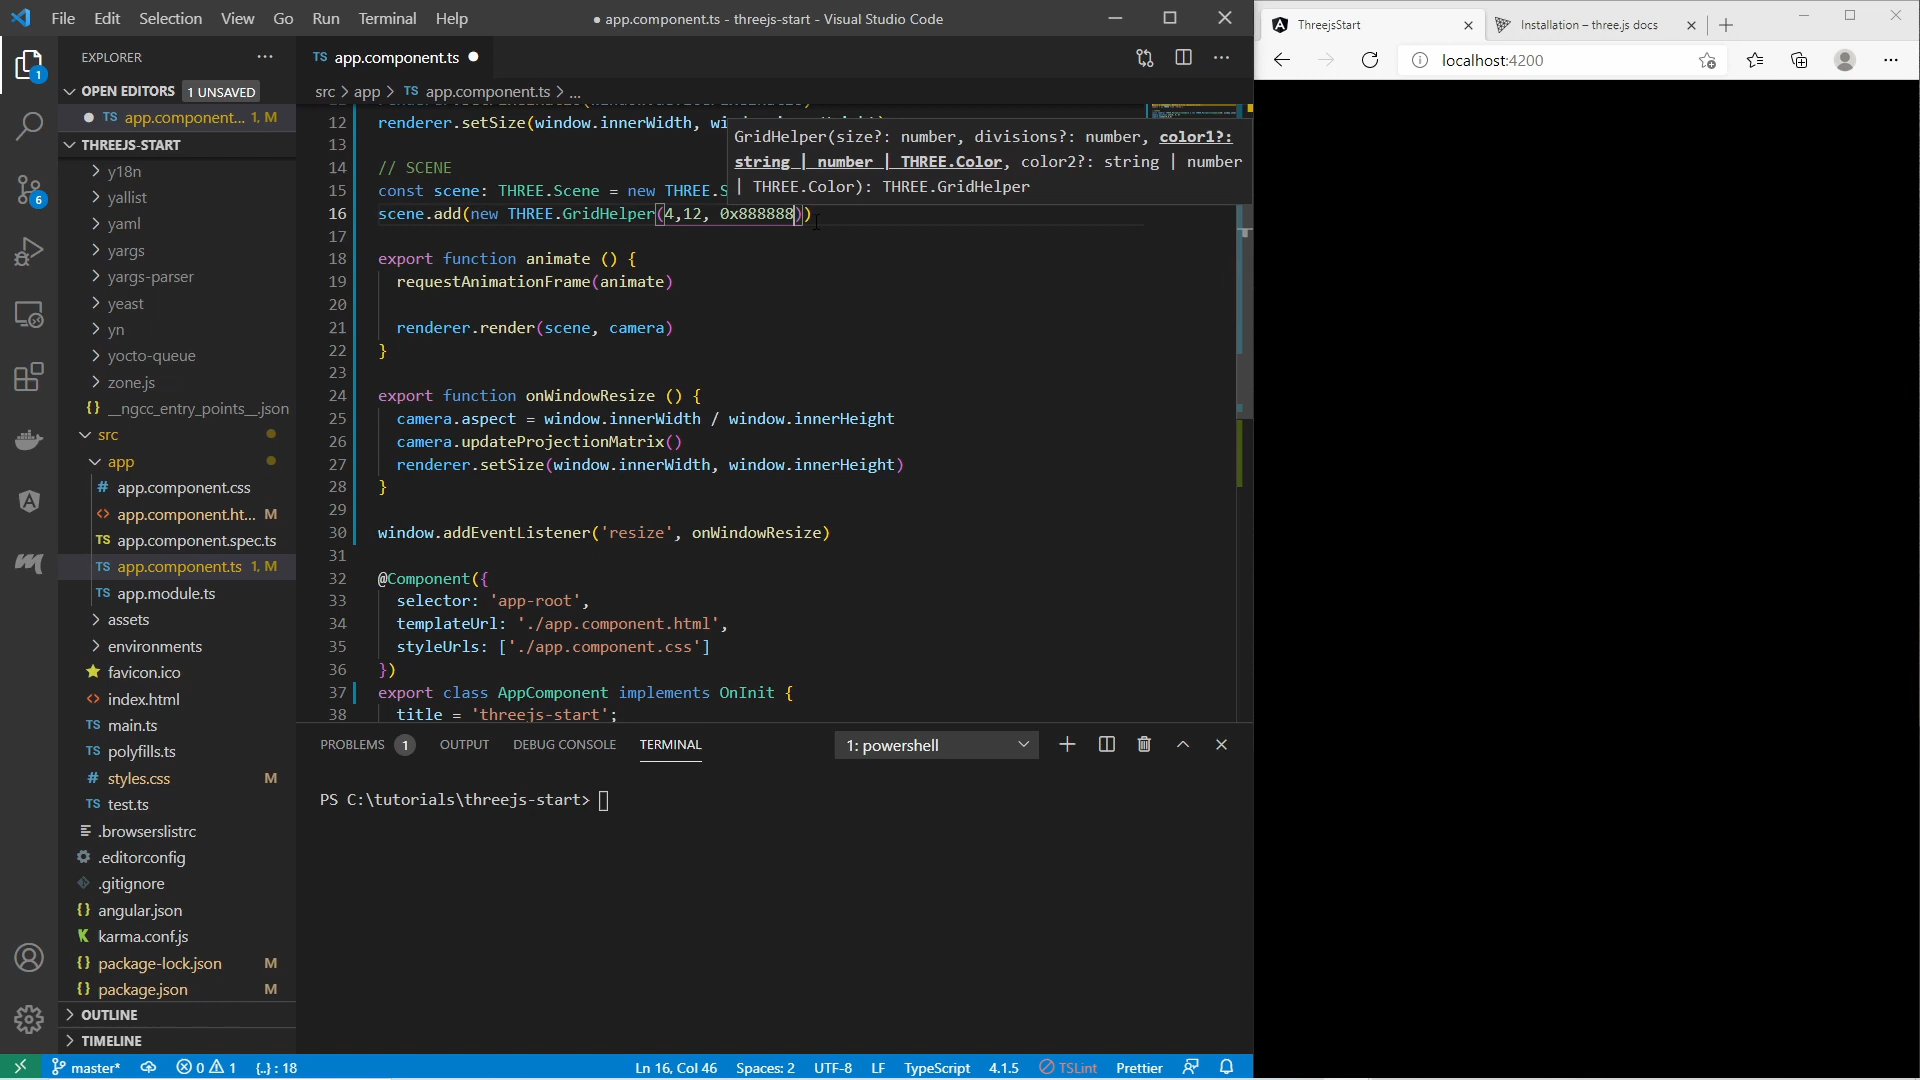 File Edit Selection View Go Run Terminal Help
● app.component.ts - threejs-start - Visual Studio Code
EXPLORER
OPEN EDITORS 1 UNSAVED
TS app.component... 1, M
THREEJS-START
y18n
yallist
yaml
yargs
yargs-parser
yeast
yn
yocto-queue
zone.js
{} __ngcc_entry_points__.json
src
app
# app.component.css
<> app.component.ht... M
TS app.component.spec.ts
TS app.component.ts 1, M
TS app.module.ts
assets
environments
favicon.ico
<> index.html
TS main.ts
TS polyfills.ts
# styles.css M
TS test.ts
.browserslistrc
.editorconfig
.gitignore
{} angular.json
K karma.conf.js
{} package-lock.json M
{} package.json M
OUTLINE
TIMELINE
1
6
TS app.component.ts ●
src > app > TS app.component.ts > ...
12 renderer.setSize(window.innerWidth, wi
13
14 // SCENE
15 const scene: THREE.Scene = new THREE.S
16 scene.add(new THREE.GridHelper(4,12, 0x888888))
17
18 export function animate () {
19 requestAnimationFrame(animate)
20
21 renderer.render(scene, camera)
22 }
23
24 export function onWindowResize () {
25 camera.aspect = window.innerWidth / window.innerHeight
26 camera.updateProjectionMatrix()
27 renderer.setSize(window.innerWidth, window.innerHeight)
28 }
29
30 window.addEventListener('resize', onWindowResize)
31
32 @Component({
33 selector: 'app-root',
34 templateUrl: './app.component.html',
35 styleUrls: ['./app.component.css']
36 })
37 export class AppComponent implements OnInit {
38 title = 'threejs-start';
GridHelper(size?: number, divisions?: number, color1?:
string | number | THREE.Color, color2?: string | number
| THREE.Color): THREE.GridHelper
PROBLEMS 1 OUTPUT DEBUG CONSOLE TERMINAL 1: powershell
PS C:\tutorials\threejs-start>
master* 0 1 {..} : 18 Ln 16, Col 46 Spaces: 2 UTF-8 LF TypeScript 4.1.5 TSLint Prettier
ThreejsStart Installation – three.js docs
localhost:4200